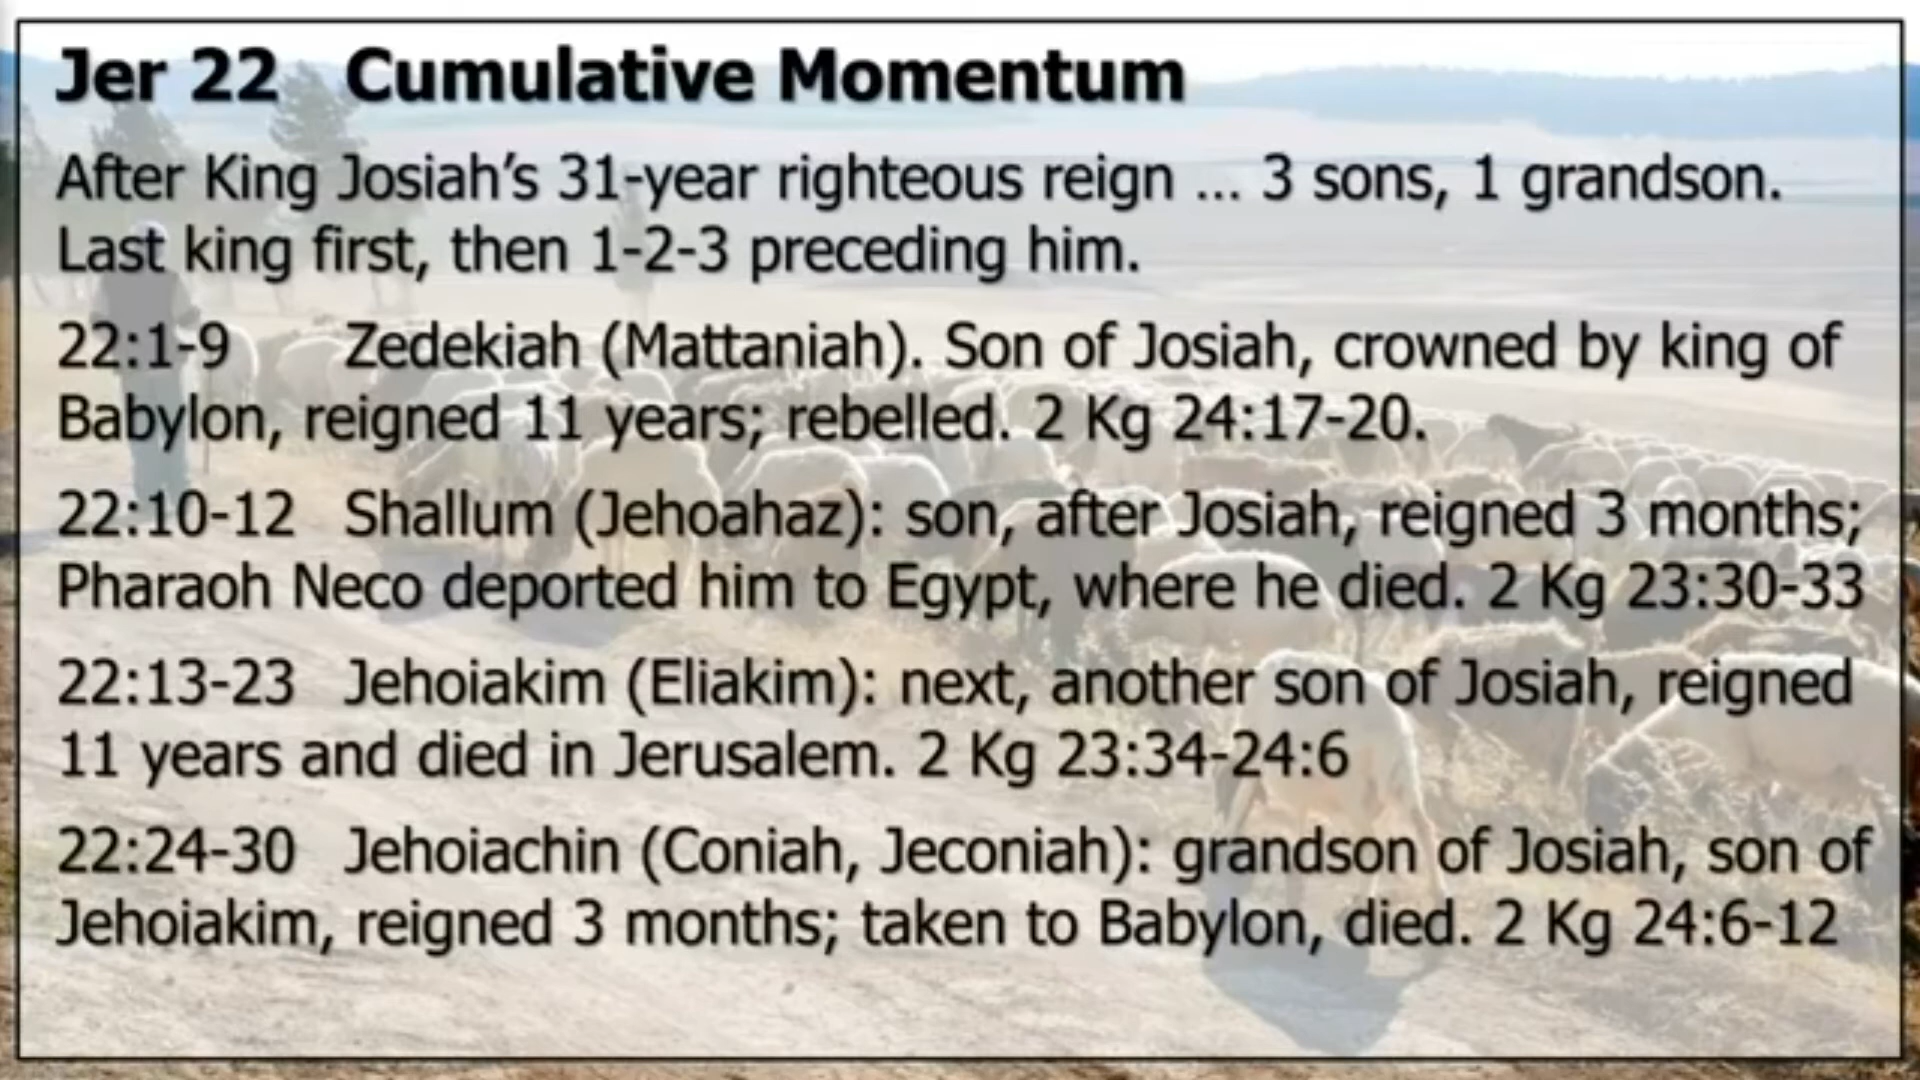 Jer 22 Cumulative Momentum
After King Josiah’s 31-year righteous reign ... 3 sons, 1 grandson.
Last king first, then 1-2-3 preceding him.
22:1-9 Zedekiah (Mattaniah). Son of Josiah, crowned by king of
Babylon, reigned 11 years; rebelled. 2 Kg 24:17-20.
22:10-12 Shallum (Jehoahaz): son, after Josiah, reigned 3 months;
Pharaoh Neco deported him to Egypt, where he died. 2 Kg 23:30-33
22:13-23 Jehoiakim (Eliakim): next, another son of Josiah, reigned
11 years and died in Jerusalem. 2 Kg 23:34-24:6
22:24-30 Jehoiachin (Coniah, Jeconiah): grandson of Josiah, son of
Jehoiakim, reigned 3 months; taken to Babylon, died. 2 Kg 24:6-12